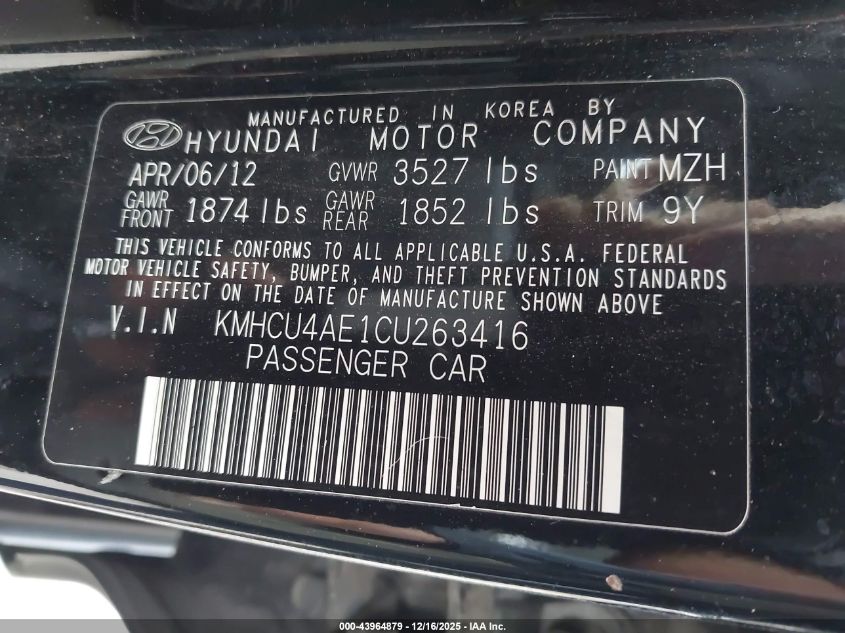 MANUFACTURED IN KOREA BY
HYUNDAI MOTOR COMPANY
APR/06/12 GVWR 3527 lbs PAINT MZH
GAWR FRONT 1874 lbs GAWR REAR 1852 lbs TRIM 9Y
THIS VEHICLE CONFORMS TO ALL APPLICABLE U.S.A. FEDERAL
MOTOR VEHICLE SAFETY, BUMPER, AND THEFT PREVENTION STANDARDS
IN EFFECT ON THE DATE OF MANUFACTURE SHOWN ABOVE
V.I.N KMHCU4AE1CU263416
PASSENGER CAR
000-43964879 - 12/16/2025 - IAA Inc.